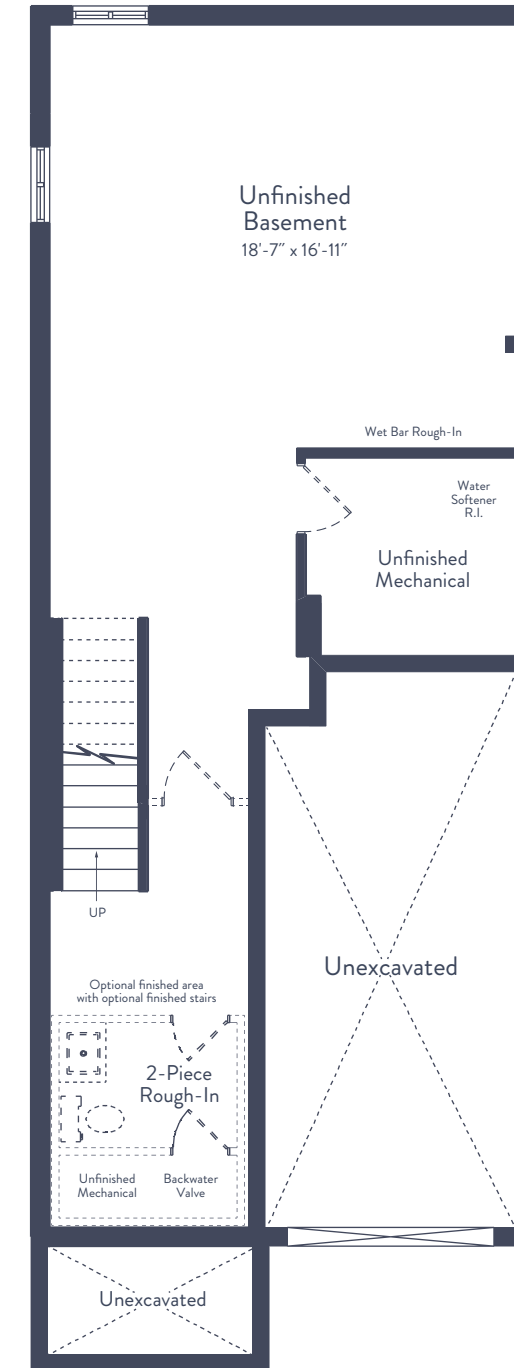 Unfinished
Basement
18'-7" x 16'-11"
Wet Bar Rough-In
Water
Softener
R.I.
Unfinished
Mechanical
UP
Unexcavated
Optional finished area
with optional finished stairs
2-Piece
Rough-In
Unfinished
Mechanical
Backwater
Valve
Unexcavated